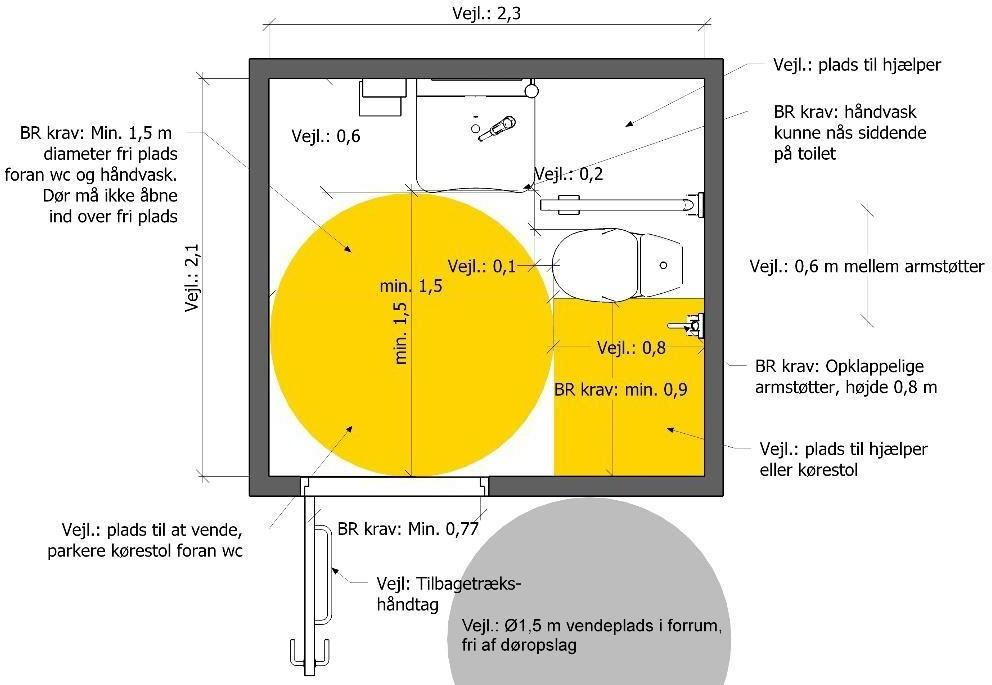 Vejl.: 2,3
Vejl.: plads til hjælper
BR krav: håndvask
kunne nås siddende
på toilet
BR krav: Min. 1,5 m
diameter fri plads
foran wc og håndvask.
Dør må ikke åbne
ind over fri plads
Vejl.: 0,6
Vejl.: 0,2
Vejl.: 2,1
Vejl.: 0,1
min. 1,5
min. 1,5
Vejl.: 0,6 m mellem armstøtter
Vejl.: 0,8
BR krav: min. 0,9
BR krav: Opklappelige
armstøtter, højde 0,8 m
Vejl.: plads til hjælper
eller kørestol
Vejl.: plads til at vende,
parkere kørestol foran wc
BR krav: Min. 0,77
Vejl: Tilbagetræks-
håndtag
Vejl.: Ø1,5 m vendeplads i forrum,
fri af døropslag